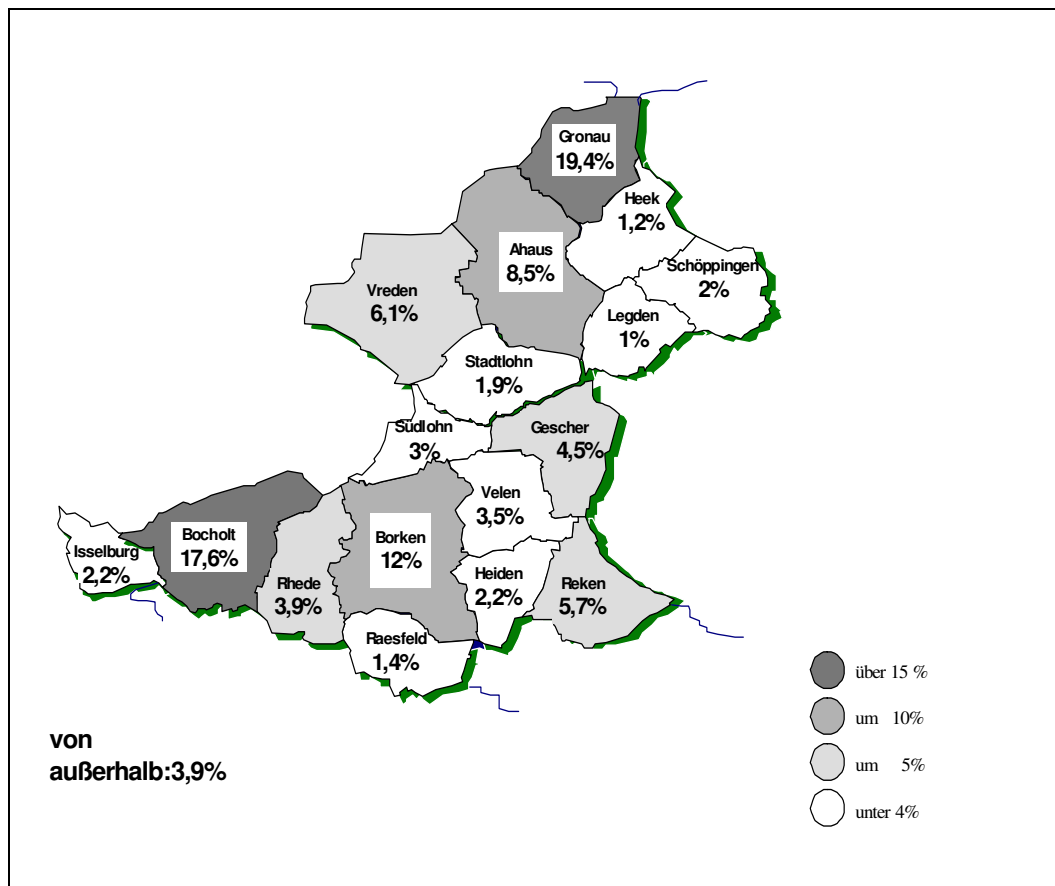 Gronau
19,4%
Heek
1,2%
Ahaus
8,5%
Schöppingen
2%
Vreden
6,1%
Legden
1%
Stadtlohn
1,9%
Südlohn
3%
Gescher
4,5%
Velen
3,5%
Bocholt
17,6%
Borken
12%
Isselburg
2,2%
Rhede
3,9%
Heiden
2,2%
Reken
5,7%
Raesfeld
1,4%
über 15 %
um 10%
um 5%
unter 4%
von
außerhalb:3,9%